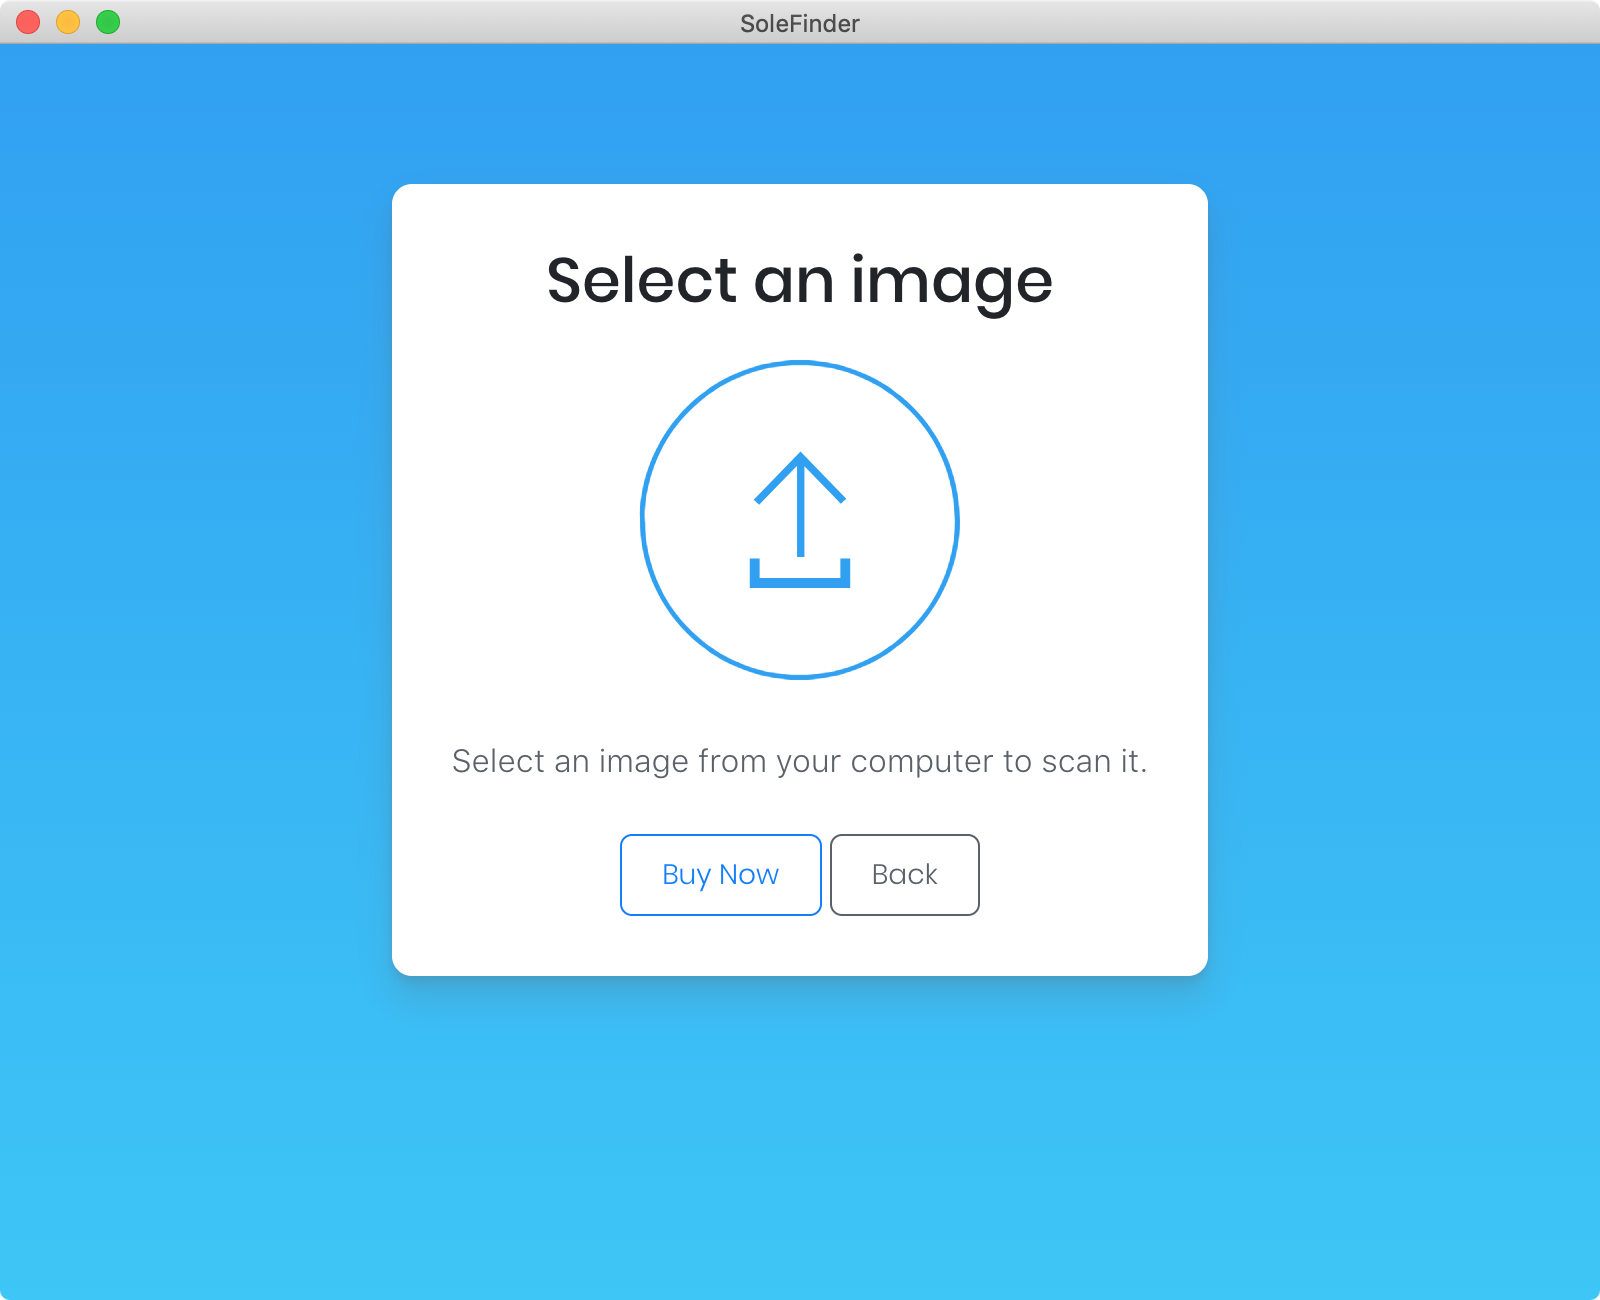 SoleFinder
Select an image
Select an image from your computer to scan it.
Buy Now
Back